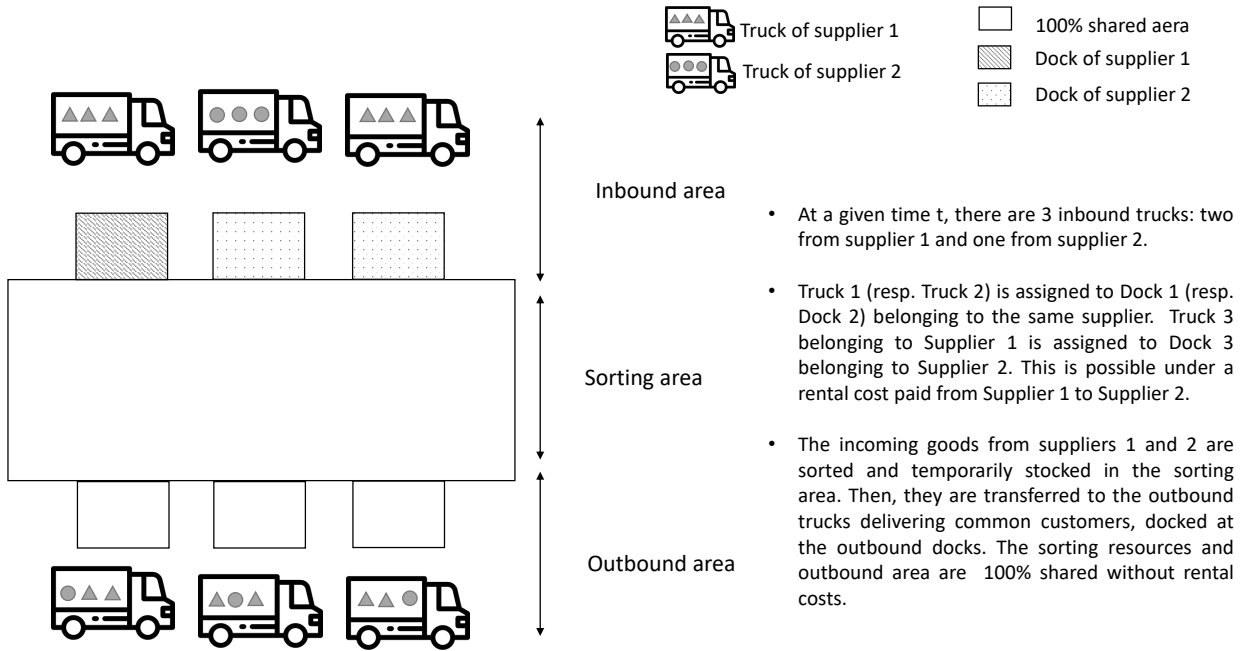 Truck of supplier 1
Truck of supplier 2
100% shared aera
Dock of supplier 1
Dock of supplier 2
Inbound area
Sorting area
Outbound area
• At a given time t, there are 3 inbound trucks: two
from supplier 1 and one from supplier 2.
• Truck 1 (resp. Truck 2) is assigned to Dock 1 (resp.
Dock 2) belonging to the same supplier. Truck 3
belonging to Supplier 1 is assigned to Dock 3
belonging to Supplier 2. This is possible under a
rental cost paid from Supplier 1 to Supplier 2.
• The incoming goods from suppliers 1 and 2 are
sorted and temporarily stocked in the sorting
area. Then, they are transferred to the outbound
trucks delivering common customers, docked at
the outbound docks. The sorting resources and
outbound area are 100% shared without rental
costs.